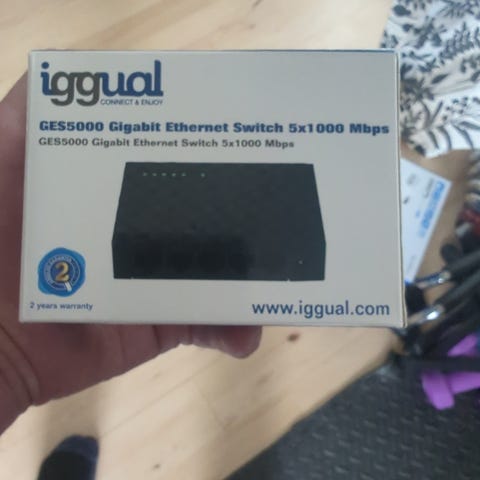 iggual
CONNECT & ENJOY
GES5000 Gigabit Ethernet Switch 5x1000 Mbps
GES5000 Gigabit Ethernet Switch 5x1000 Mbps
2
2 years warranty
www.iggual.com